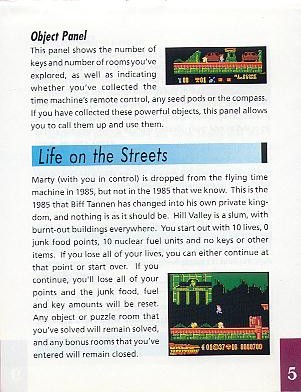 Object Panel
This panel shows the number of
keys and number of rooms you've
explored, as well as indicating
whether you've collected the
time machine's remote control, any seed pods or the compass.
If you have collected these powerful objects, this panel allows
you to call them up and use them.
Life on the Streets
Marty (with you in control) is dropped from the flying time
machine in 1985, but not in the 1985 that we know. This is the
1985 that Biff Tannen has changed into his own private king-
dom, and nothing is as it should be. Hill Valley is a slum, with
burnt-out buildings everywhere. You start out with 10 lives, 0
junk food points, 10 nuclear fuel units and no keys or other
items. If you lose all of your lives, you can either continue at
that point or start over. If you
continue, you'll lose all of your
points and the junk food, fuel
and key amounts will be reset.
Any object or puzzle room that
you've solved will remain solved,
and any bonus rooms that you've
entered will remain closed.
5